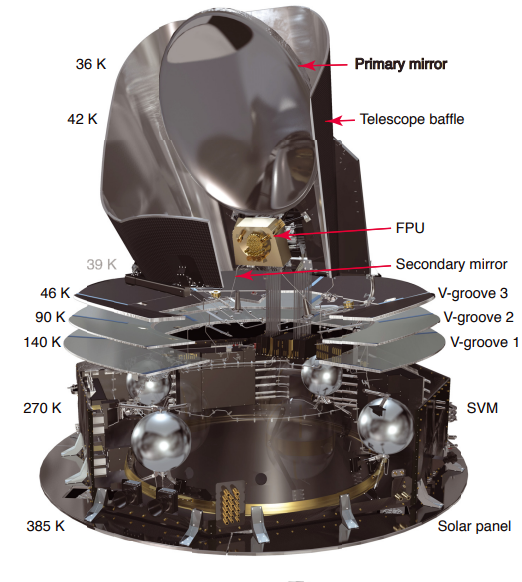 36 K
Primary mirror
42 K
Telescope baffle
FPU
39 K
Secondary mirror
46 K
V-groove 3
90 K
V-groove 2
140 K
V-groove 1
270 K
SVM
385 K
Solar panel